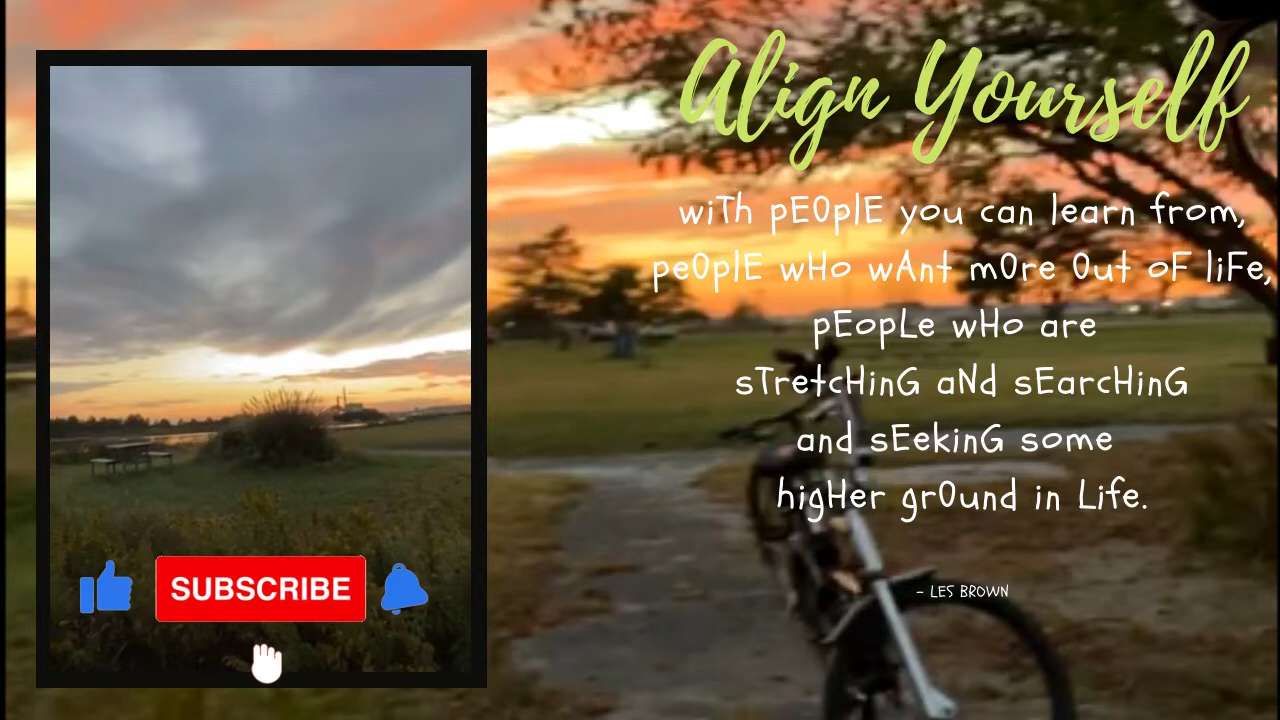 Align Yourself
wiTh pEOplE you can learn from,
peOplE wHo wAnt mOre Out oF liFe,
pEopLe wHo are
sTretcHinG aNd sEarcHinG
and sEekinG some
higHer grOund in Life.
- LES BROWN
SUBSCRIBE